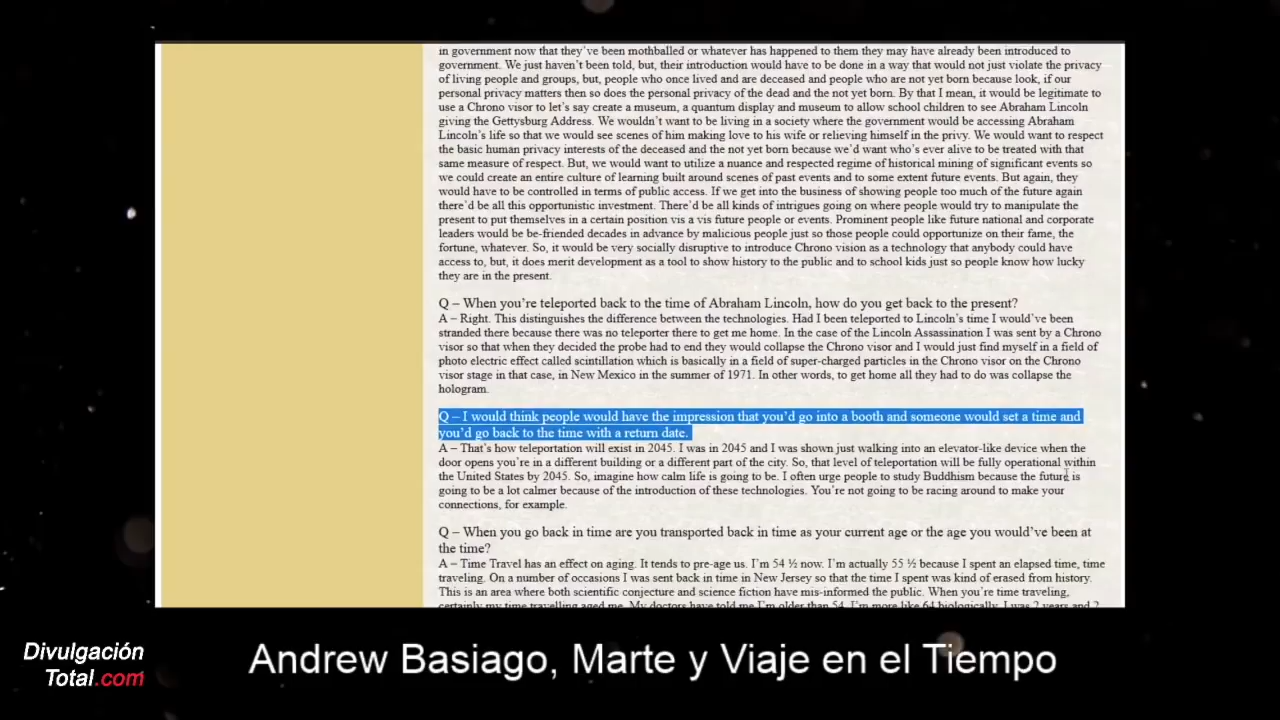 in government now that they've been mothballed or whatever has happened to them they may have already been introduced to
government. We just haven't been told, but, their introduction would have to be done in a way that would not just violate the privacy
of living people and groups, but, people who once lived and are deceased and people who are not yet born because look, if our
personal privacy matters then so does the personal privacy of the dead and the not yet born. By that I mean, it would be legitimate to
use a Chrono visor to let's say create a museum, a quantum display and museum to allow school children to see Abraham Lincoln
giving the Gettysburg Address. We wouldn't want to be living in a society where the government would be accessing Abraham
Lincoln's life so that we would see scenes of him making love to his wife or relieving himself in the privy. We would want to respect
the basic human privacy interests of the deceased and the not yet born because we'd want who's ever alive to be treated with that
same measure of respect. But, we would want to utilize a nuance and respected regime of historical mining of significant events so
we could create an entire culture of learning built around scenes of past events and to some extent future events. But again, they
would have to be controlled in terms of public access. If we get into the business of showing people too much of the future again
there'd be all this opportunistic investment. There'd be all kinds of intrigues going on where people would try to manipulate the
present to put themselves in a certain position vis a vis future people or events. Prominent people like future national and corporate
leaders would be be-friended decades in advance by malicious people just so those people could opportunize on their fame, the
fortune, whatever. So, it would be very socially disruptive to introduce Chrono vision as a technology that anybody could have
access to, but, it does merit development as a tool to show history to the public and to school kids just so people know how lucky
they are in the present.
Q – When you're teleported back to the time of Abraham Lincoln, how do you get back to the present?
A – Right. This distinguishes the difference between the technologies. Had I been teleported to Lincoln's time I would've been
stranded there because there was no teleporter there to get me home. In the case of the Lincoln Assassination I was sent by a Chrono
visor so that when they decided the probe had to end they would collapse the Chrono visor and I would just find myself in a field of
photo electric effect called scintillation which is basically in a field of super-charged particles in the Chrono visor on the Chrono
visor stage in that case, in New Mexico in the summer of 1971. In other words, to get home all they had to do was collapse the
hologram.
Q – I would think people would have the impression that you'd go into a booth and someone would set a time and
you'd go back to the time with a return date.
A – That's how teleportation will exist in 2045. I was in 2045 and I was shown just walking into an elevator-like device when the
door opens you're in a different building or a different part of the city. So, that level of teleportation will be fully operational within
the United States by 2045. So, imagine how calm life is going to be. I often urge people to study Buddhism because the future is
going to be a lot calmer because of the introduction of these technologies. You're not going to be racing around to make your
connections, for example.
Q – When you go back in time are you transported back in time as your current age or the age you would've been at
the time?
A – Time Travel has an effect on aging. It tends to pre-age us. I'm 54 ½ now. I'm actually 55 ½ because I spent an elapsed time, time
traveling. On a number of occasions I was sent back in time in New Jersey so that the time I spent was kind of erased from history.
This is an area where both scientific conjecture and science fiction have mis-informed the public. When you're time traveling,
certainly my time travelling aged me. My doctors have told me I'm older than 54. I'm more like 64 biologically. I was 2 years and 2
Divulgación
Total.com
Andrew Basiago, Marte y Viaje en el Tiempo